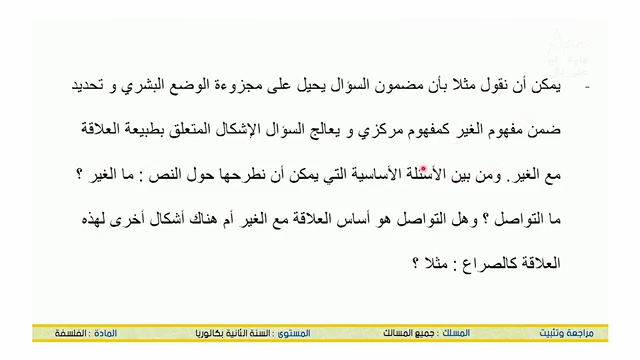 - يمكن أن نقول مثلا بأن مضمون السؤال يحيل على مجزوءة الوضع البشري و تحديد
ضمن مفهوم الغير كمفهوم مركزي و يعالج السؤال الإشكال المتعلق بطبيعة العلاقة
مع الغير. ومن بين الأسئلة الأساسية التي يمكن أن نطرحها حول النص : ما الغير ؟
ما التواصل ؟ وهل التواصل هو أساس العلاقة مع الغير أم هناك أشكال أخرى لهذه
العلاقة كالصراع : مثلا ؟
مراجعة وتثبيت المسلك : جميع المسالك المستوى : السنة الثانية بكالوريا المادة : الفلسفة